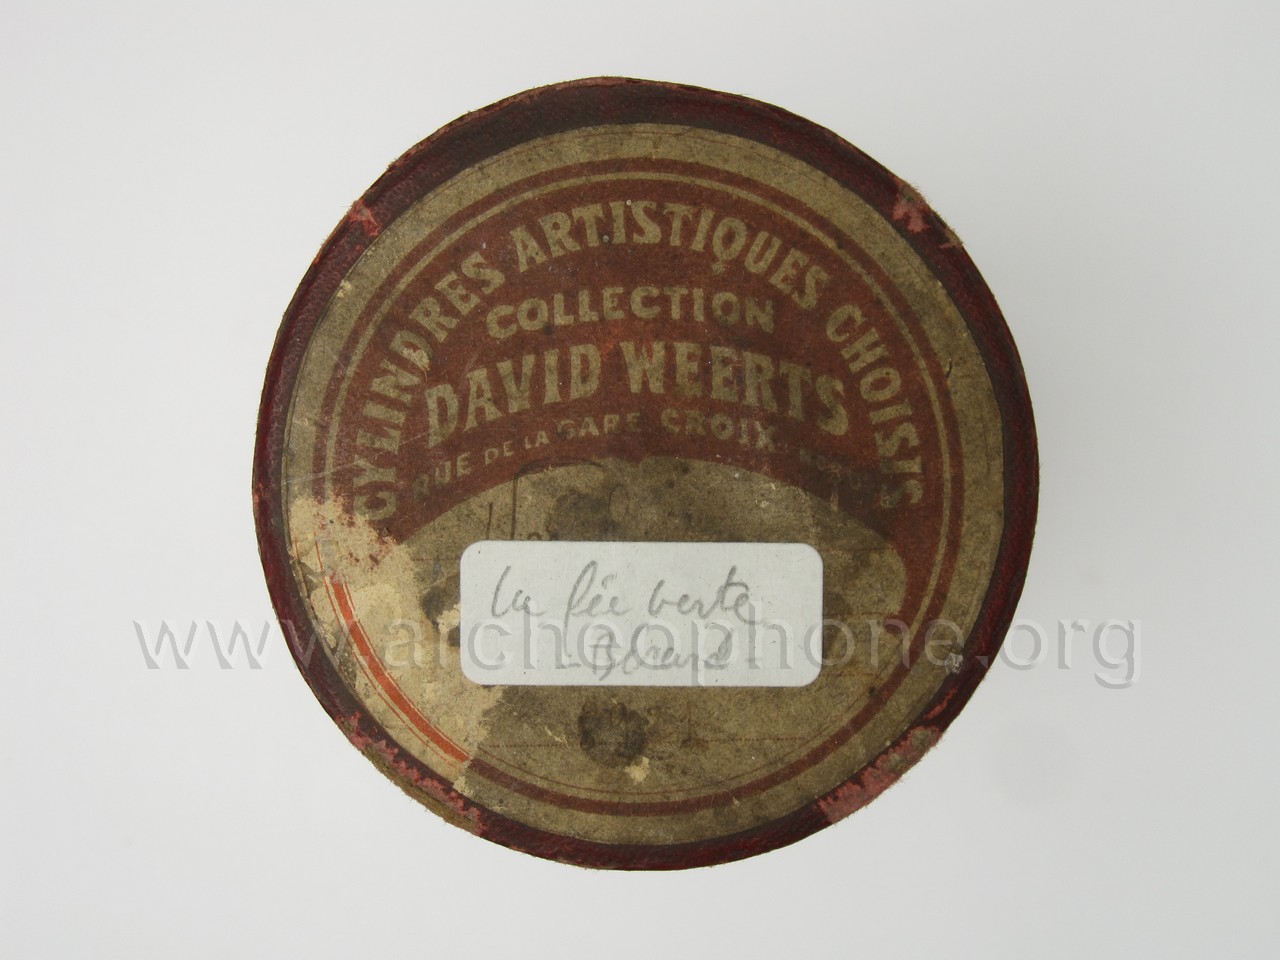 CYLINDRES ARTISTIQUES CHOISIS
COLLECTION
DAVID WEERTS
RUE DE LA GARE CROIX
La fée verte
www.archeophone.org